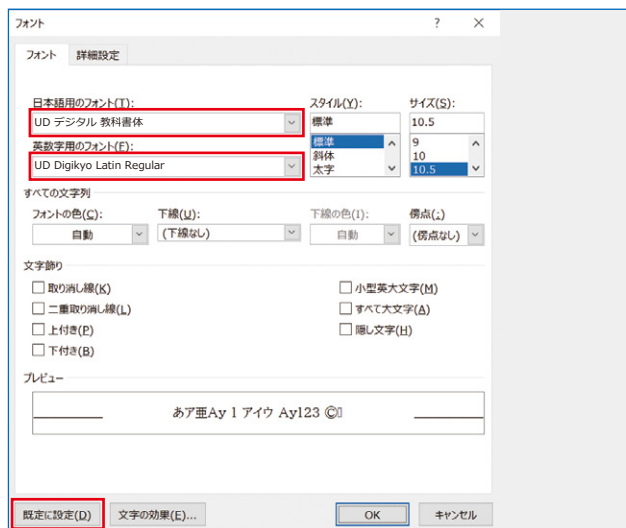 フォント ? ×
フォント 詳細設定
日本語用のフォント(T): スタイル(Y): サイズ(S):
UD デジタル 教科書体 標準 10.5
英数字用のフォント(F): 標準 9
UD Digikyo Latin Regular 斜体 10
太字 10.5
すべての文字列
フォントの色(C): 下線(U): 下線の色(I): 傍点(:)
自動 (下線なし) 自動 (傍点なし)
文字飾り
取り消し線(K) 小型英大文字(M)
二重取り消し線(L) すべて大文字(A)
上付き(P) 隠し文字(H)
下付き(B)
プレビュー
あア亜Ay 1 アイウ Ay123 ©
既定に設定(D) 文字の効果(E)... OK キャンセル